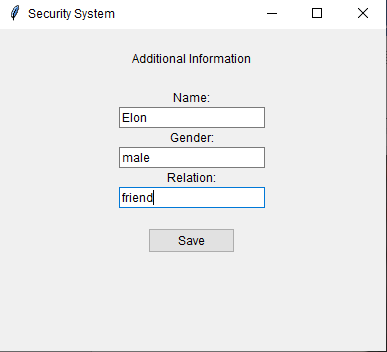 Security System
Additional Information
Name:
Elon
Gender:
male
Relation:
friend
Save